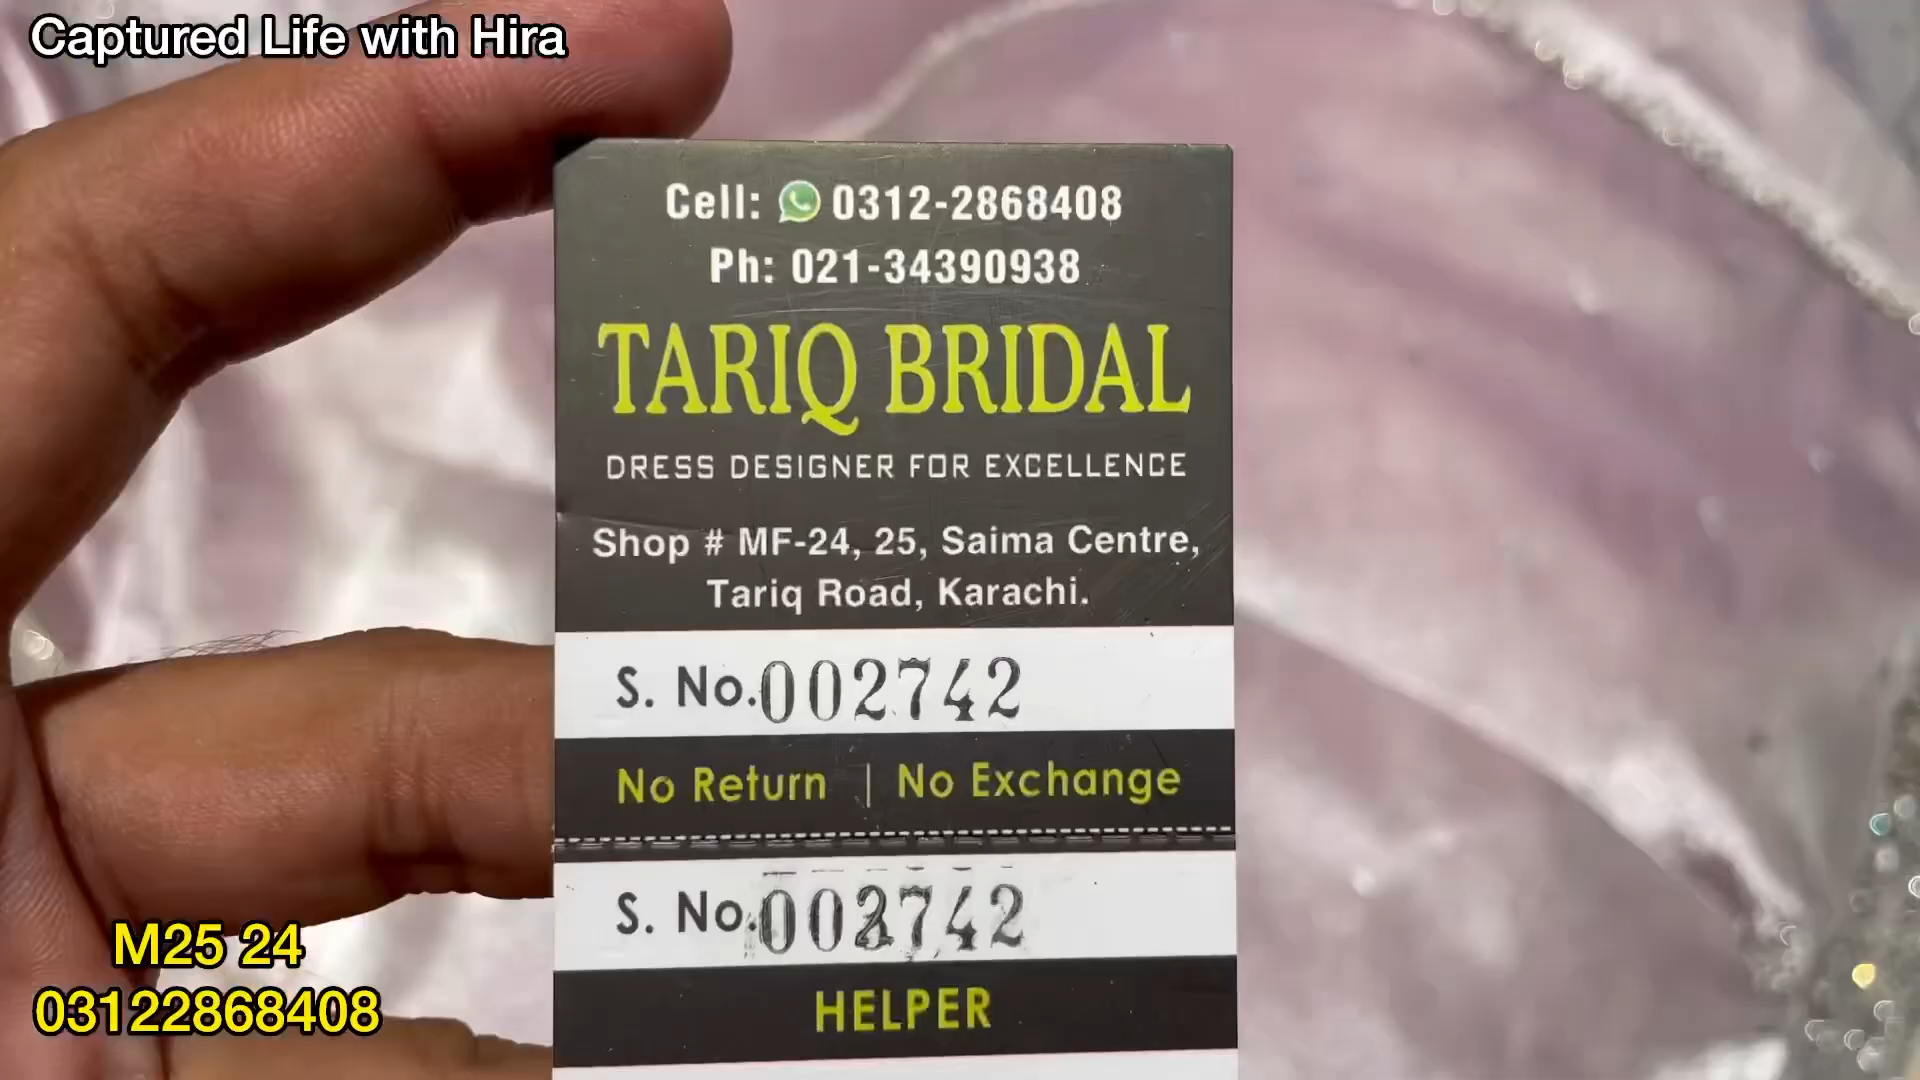 Captured Life with Hira
Cell: 0312-2868408
Ph: 021-34390938
TARIQ BRIDAL
DRESS DESIGNER FOR EXCELLENCE
Shop # MF-24, 25, Saima Centre,
Tariq Road, Karachi.
S. No. 002742
No Return | No Exchange
S. No. 002742
HELPER
M25 24
03122868408